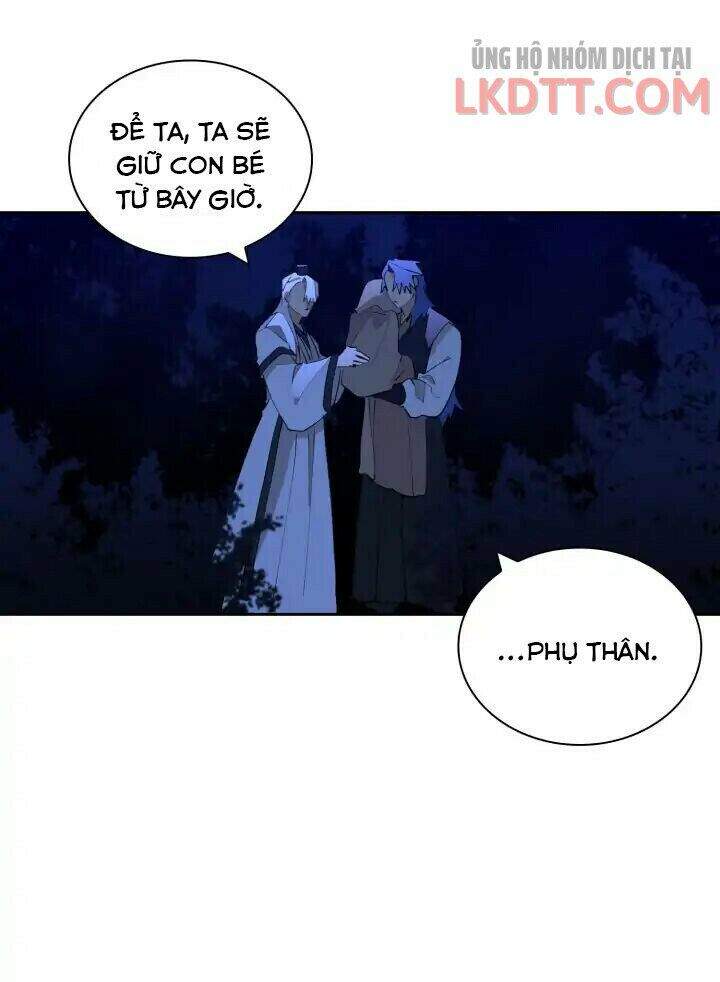 ỦNG HỘ NHÓM DỊCH TẠI
LKDTT.COM
ĐỂ TA, TA SẼ
GIỮ CON BÉ
TỪ BÂY GIỜ.
...PHỤ THÂN.